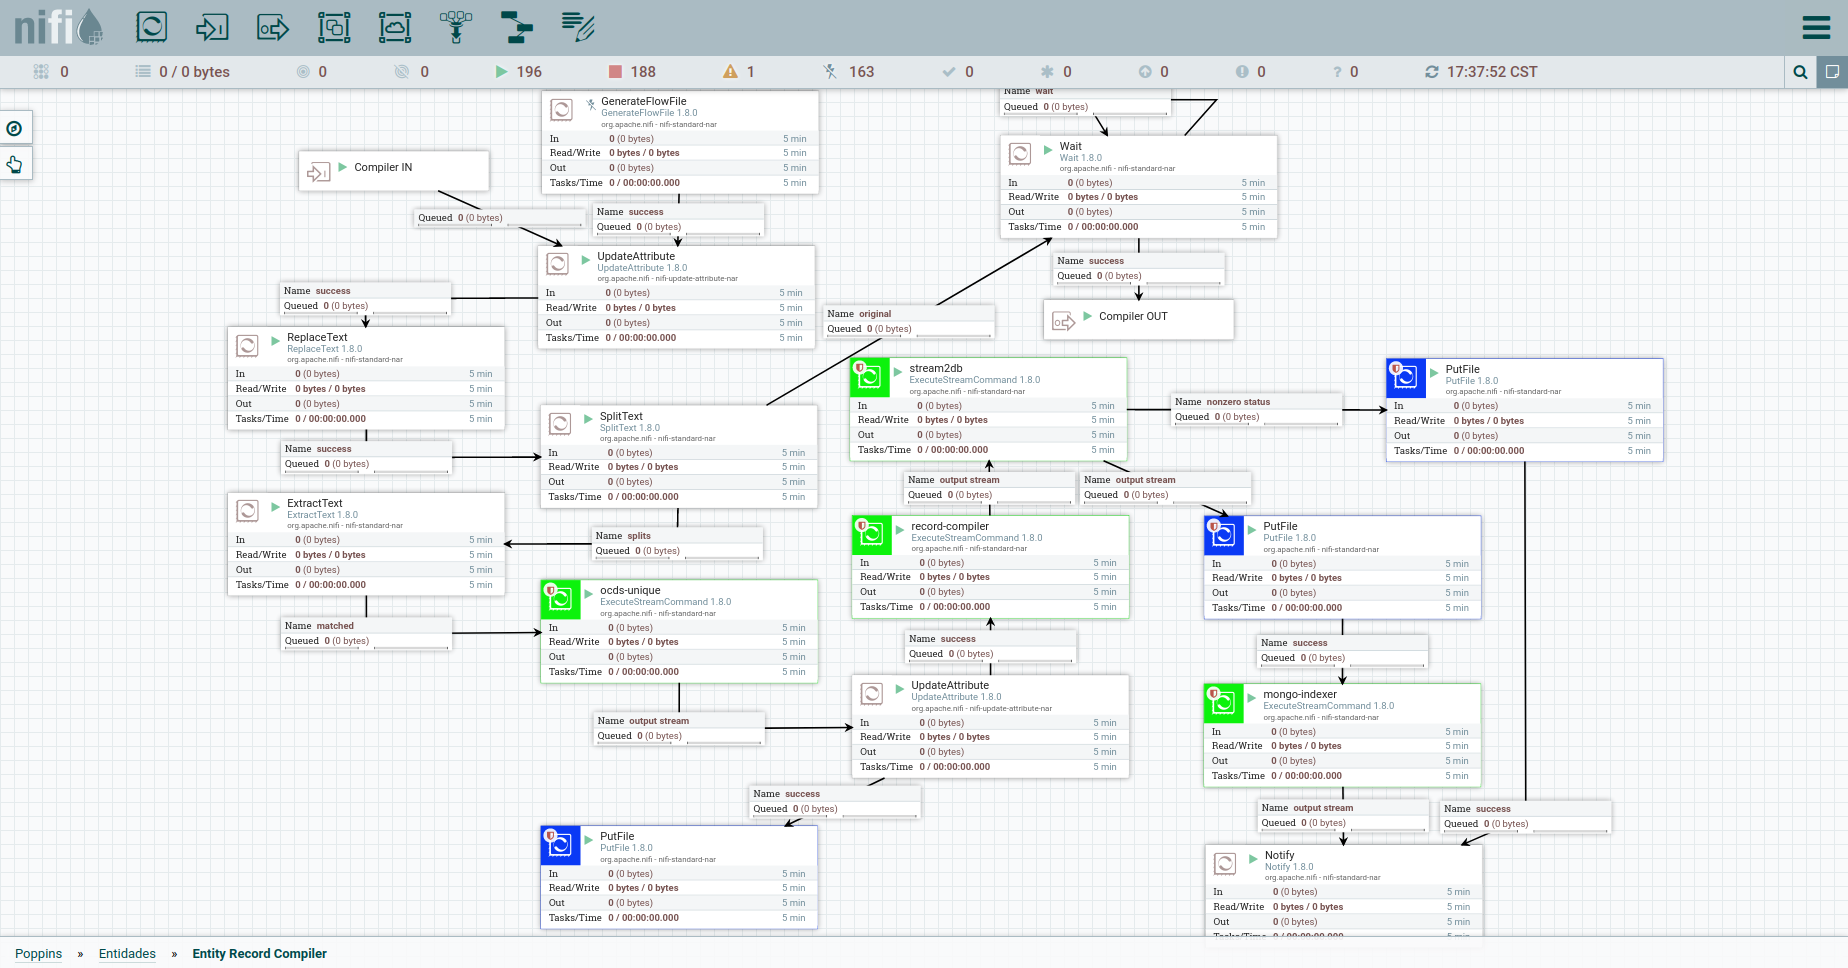 nifi
0
0 / 0 bytes
0
0
196
188
1
163
0
0
0
0
? 0
17:37:52 CST
GenerateFlowFile
GenerateFlowFile 1.8.0
org.apache.nifi - nifi-standard-nar
In 0 (0 bytes) 5 min
Read/Write 0 bytes / 0 bytes 5 min
Out 0 (0 bytes) 5 min
Tasks/Time 0 / 00:00:00.000 5 min
Name wait
Queued 0 (0 bytes)
Compiler IN
Queued 0 (0 bytes)
Name success
Queued 0 (0 bytes)
Wait
Wait 1.8.0
org.apache.nifi - nifi-standard-nar
In 0 (0 bytes) 5 min
Read/Write 0 bytes / 0 bytes 5 min
Out 0 (0 bytes) 5 min
Tasks/Time 0 / 00:00:00.000 5 min
UpdateAttribute
UpdateAttribute 1.8.0
org.apache.nifi - nifi-update-attribute-nar
In 0 (0 bytes) 5 min
Read/Write 0 bytes / 0 bytes 5 min
Out 0 (0 bytes) 5 min
Tasks/Time 0 / 00:00:00.000 5 min
Name success
Queued 0 (0 bytes)
Name success
Queued 0 (0 bytes)
Compiler OUT
Name original
Queued 0 (0 bytes)
ReplaceText
ReplaceText 1.8.0
org.apache.nifi - nifi-standard-nar
In 0 (0 bytes) 5 min
Read/Write 0 bytes / 0 bytes 5 min
Out 0 (0 bytes) 5 min
Tasks/Time 0 / 00:00:00.000 5 min
Name success
Queued 0 (0 bytes)
SplitText
SplitText 1.8.0
org.apache.nifi - nifi-standard-nar
In 0 (0 bytes) 5 min
Read/Write 0 bytes / 0 bytes 5 min
Out 0 (0 bytes) 5 min
Tasks/Time 0 / 00:00:00.000 5 min
stream2db
ExecuteStreamCommand 1.8.0
org.apache.nifi - nifi-standard-nar
In 0 (0 bytes) 5 min
Read/Write 0 bytes / 0 bytes 5 min
Out 0 (0 bytes) 5 min
Tasks/Time 0 / 00:00:00.000 5 min
Name nonzero status
Queued 0 (0 bytes)
PutFile
PutFile 1.8.0
org.apache.nifi - nifi-standard-nar
In 0 (0 bytes) 5 min
Read/Write 0 bytes / 0 bytes 5 min
Out 0 (0 bytes) 5 min
Tasks/Time 0 / 00:00:00.000 5 min
Name output stream
Queued 0 (0 bytes)
Name output stream
Queued 0 (0 bytes)
ExtractText
ExtractText 1.8.0
org.apache.nifi - nifi-standard-nar
In 0 (0 bytes) 5 min
Read/Write 0 bytes / 0 bytes 5 min
Out 0 (0 bytes) 5 min
Tasks/Time 0 / 00:00:00.000 5 min
Name splits
Queued 0 (0 bytes)
record-compiler
ExecuteStreamCommand 1.8.0
org.apache.nifi - nifi-standard-nar
In 0 (0 bytes) 5 min
Read/Write 0 bytes / 0 bytes 5 min
Out 0 (0 bytes) 5 min
Tasks/Time 0 / 00:00:00.000 5 min
PutFile
PutFile 1.8.0
org.apache.nifi - nifi-standard-nar
In 0 (0 bytes) 5 min
Read/Write 0 bytes / 0 bytes 5 min
Out 0 (0 bytes) 5 min
Tasks/Time 0 / 00:00:00.000 5 min
Name matched
Queued 0 (0 bytes)
ocds-unique
ExecuteStreamCommand 1.8.0
org.apache.nifi - nifi-standard-nar
In 0 (0 bytes) 5 min
Read/Write 0 bytes / 0 bytes 5 min
Out 0 (0 bytes) 5 min
Tasks/Time 0 / 00:00:00.000 5 min
Name success
Queued 0 (0 bytes)
Name success
Queued 0 (0 bytes)
Name output stream
Queued 0 (0 bytes)
UpdateAttribute
UpdateAttribute 1.8.0
org.apache.nifi - nifi-update-attribute-nar
In 0 (0 bytes) 5 min
Read/Write 0 bytes / 0 bytes 5 min
Out 0 (0 bytes) 5 min
Tasks/Time 0 / 00:00:00.000 5 min
mongo-indexer
ExecuteStreamCommand 1.8.0
org.apache.nifi - nifi-standard-nar
In 0 (0 bytes) 5 min
Read/Write 0 bytes / 0 bytes 5 min
Out 0 (0 bytes) 5 min
Tasks/Time 0 / 00:00:00.000 5 min
Name success
Queued 0 (0 bytes)
Name output stream
Queued 0 (0 bytes)
Name success
Queued 0 (0 bytes)
PutFile
PutFile 1.8.0
org.apache.nifi - nifi-standard-nar
In 0 (0 bytes) 5 min
Read/Write 0 bytes / 0 bytes 5 min
Out 0 (0 bytes) 5 min
Tasks/Time 0 / 00:00:00.000 5 min
Notify
Notify 1.8.0
org.apache.nifi - nifi-standard-nar
In 0 (0 bytes) 5 min
Read/Write 0 bytes / 0 bytes 5 min
Out 0 (0 bytes) 5 min
Tasks/Time 0 / 00:00:00.000 5 min
Poppins » Entidades » Entity Record Compiler